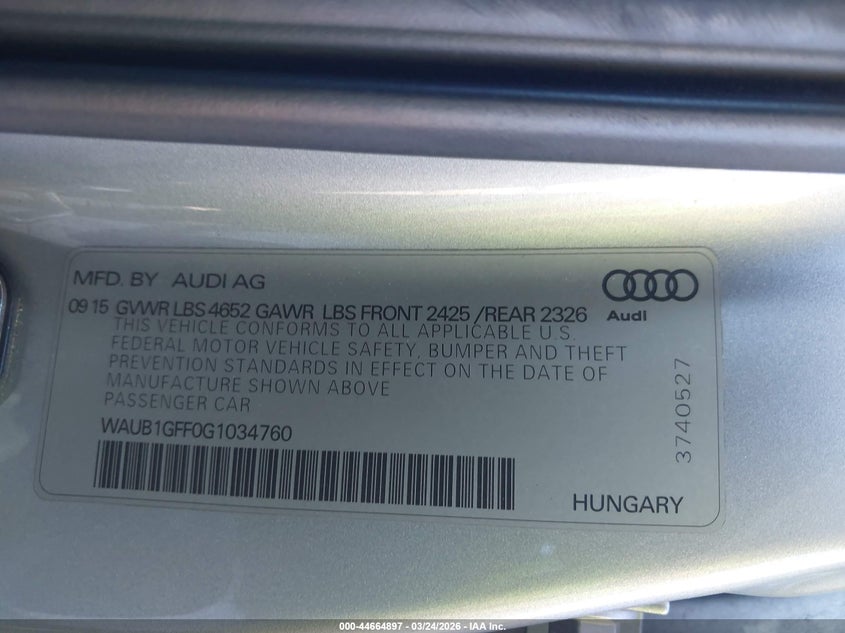 MFD. BY AUDI AG
09 15 GVWR LBS 4652 GAWR LBS FRONT 2425 /REAR 2326
Audi
THIS VEHICLE CONFORMS TO ALL APPLICABLE U.S.
FEDERAL MOTOR VEHICLE SAFETY, BUMPER AND THEFT
PREVENTION STANDARDS IN EFFECT ON THE DATE OF
MANUFACTURE SHOWN ABOVE
PASSENGER CAR
WAUB1GFF0G1034760
3740527
HUNGARY
000-44664897 - 03/24/2026 - IAA Inc.